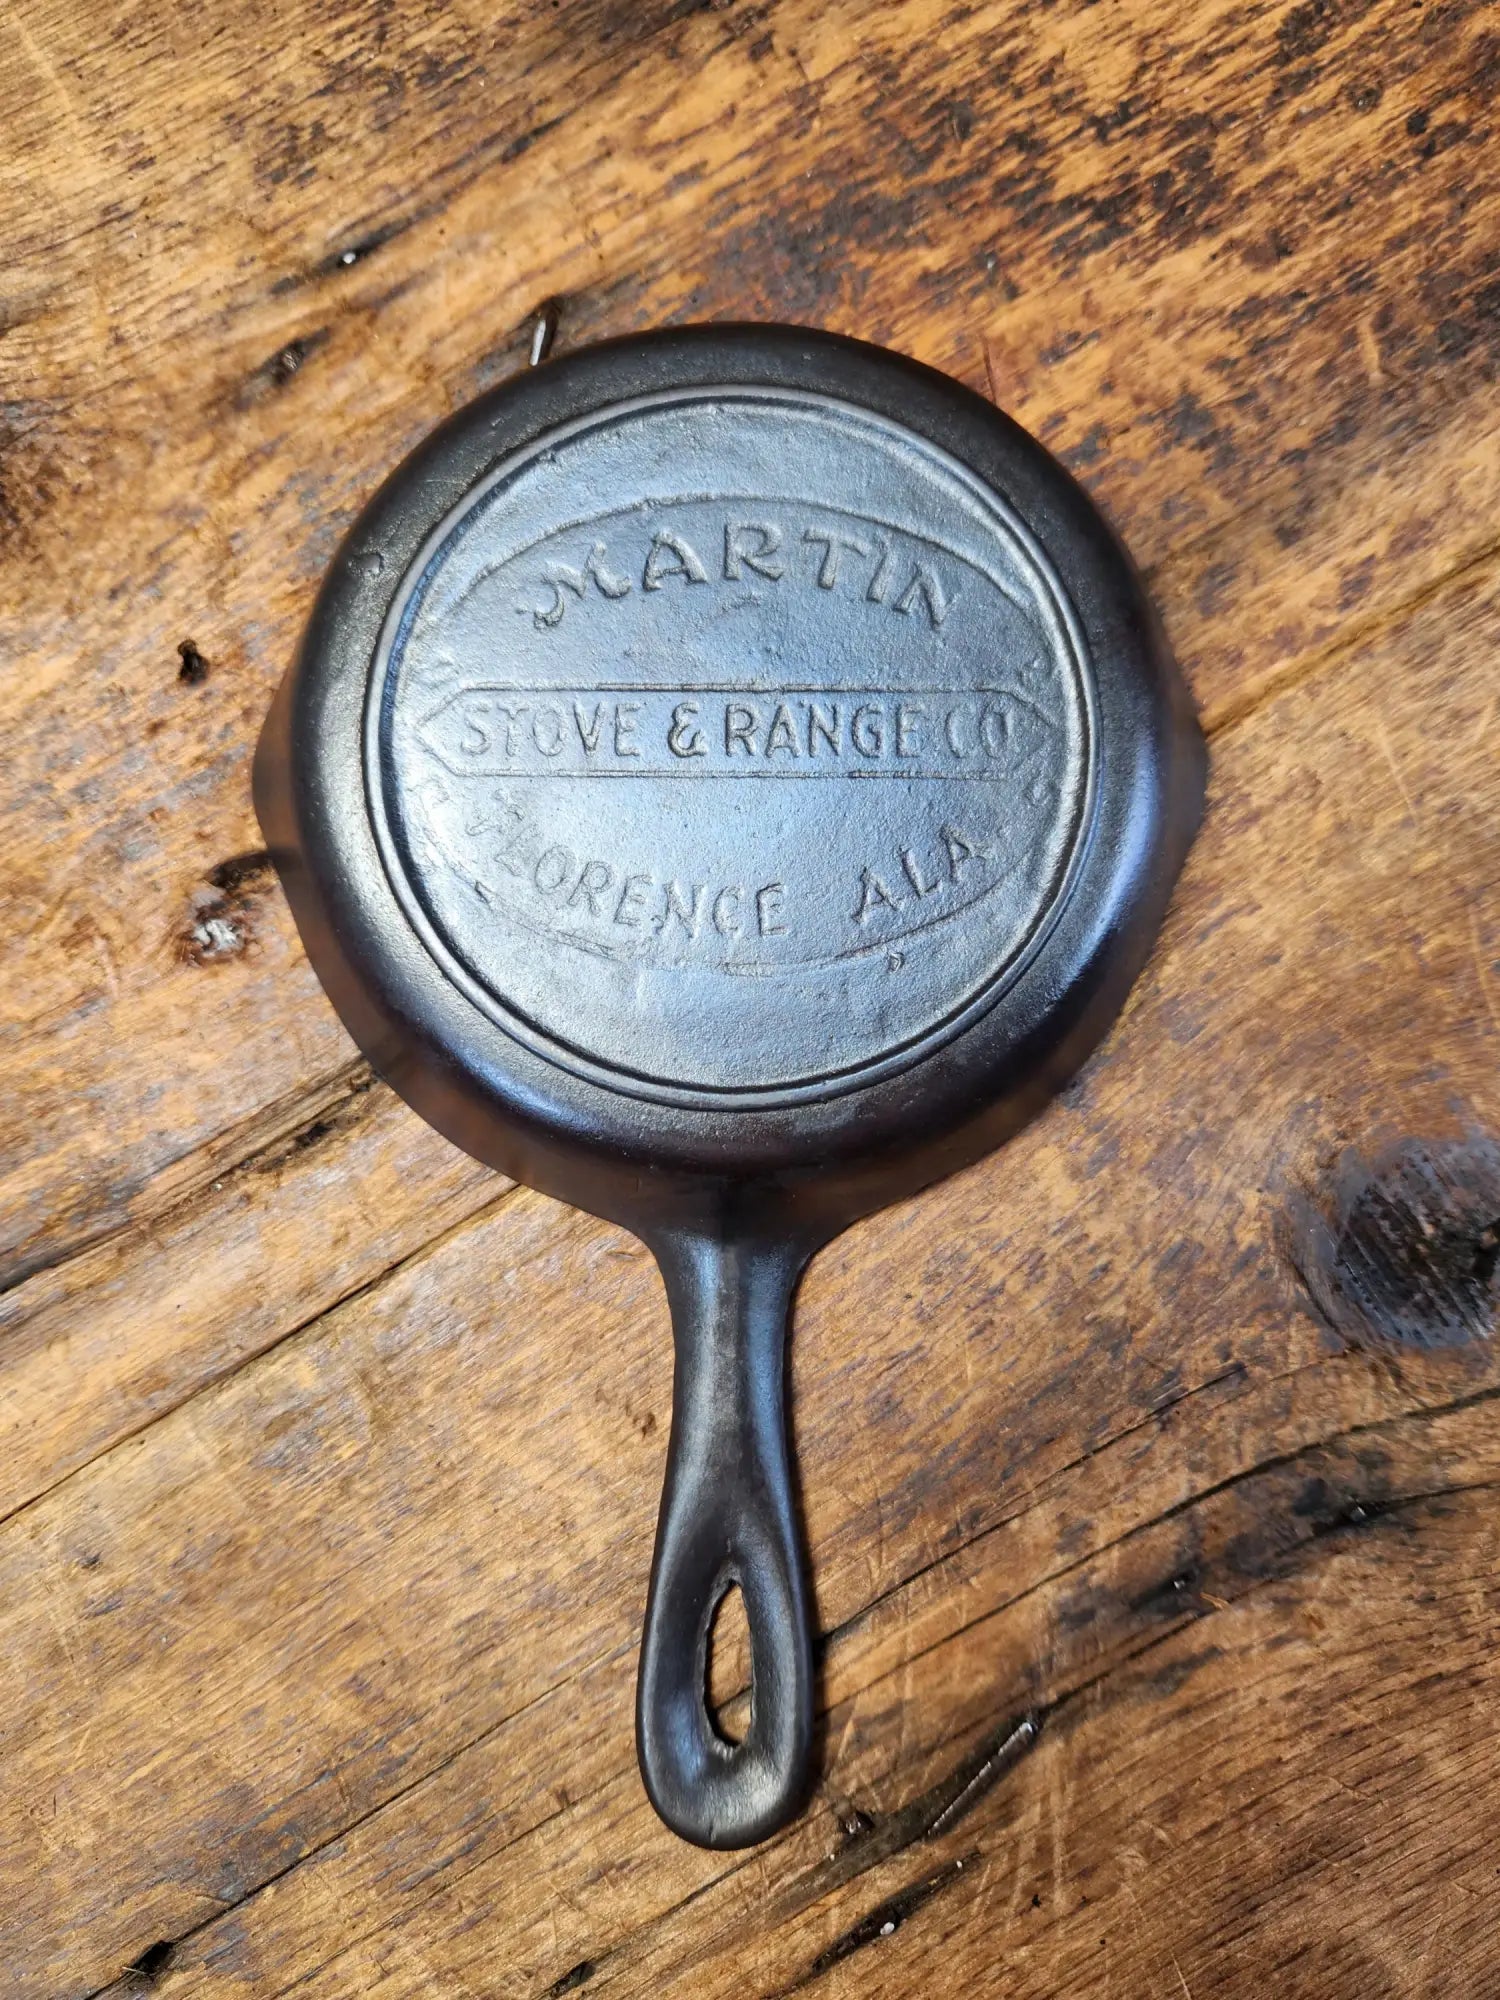 MARTIN
STOVE & RANGE CO
FLORENCE ALA.